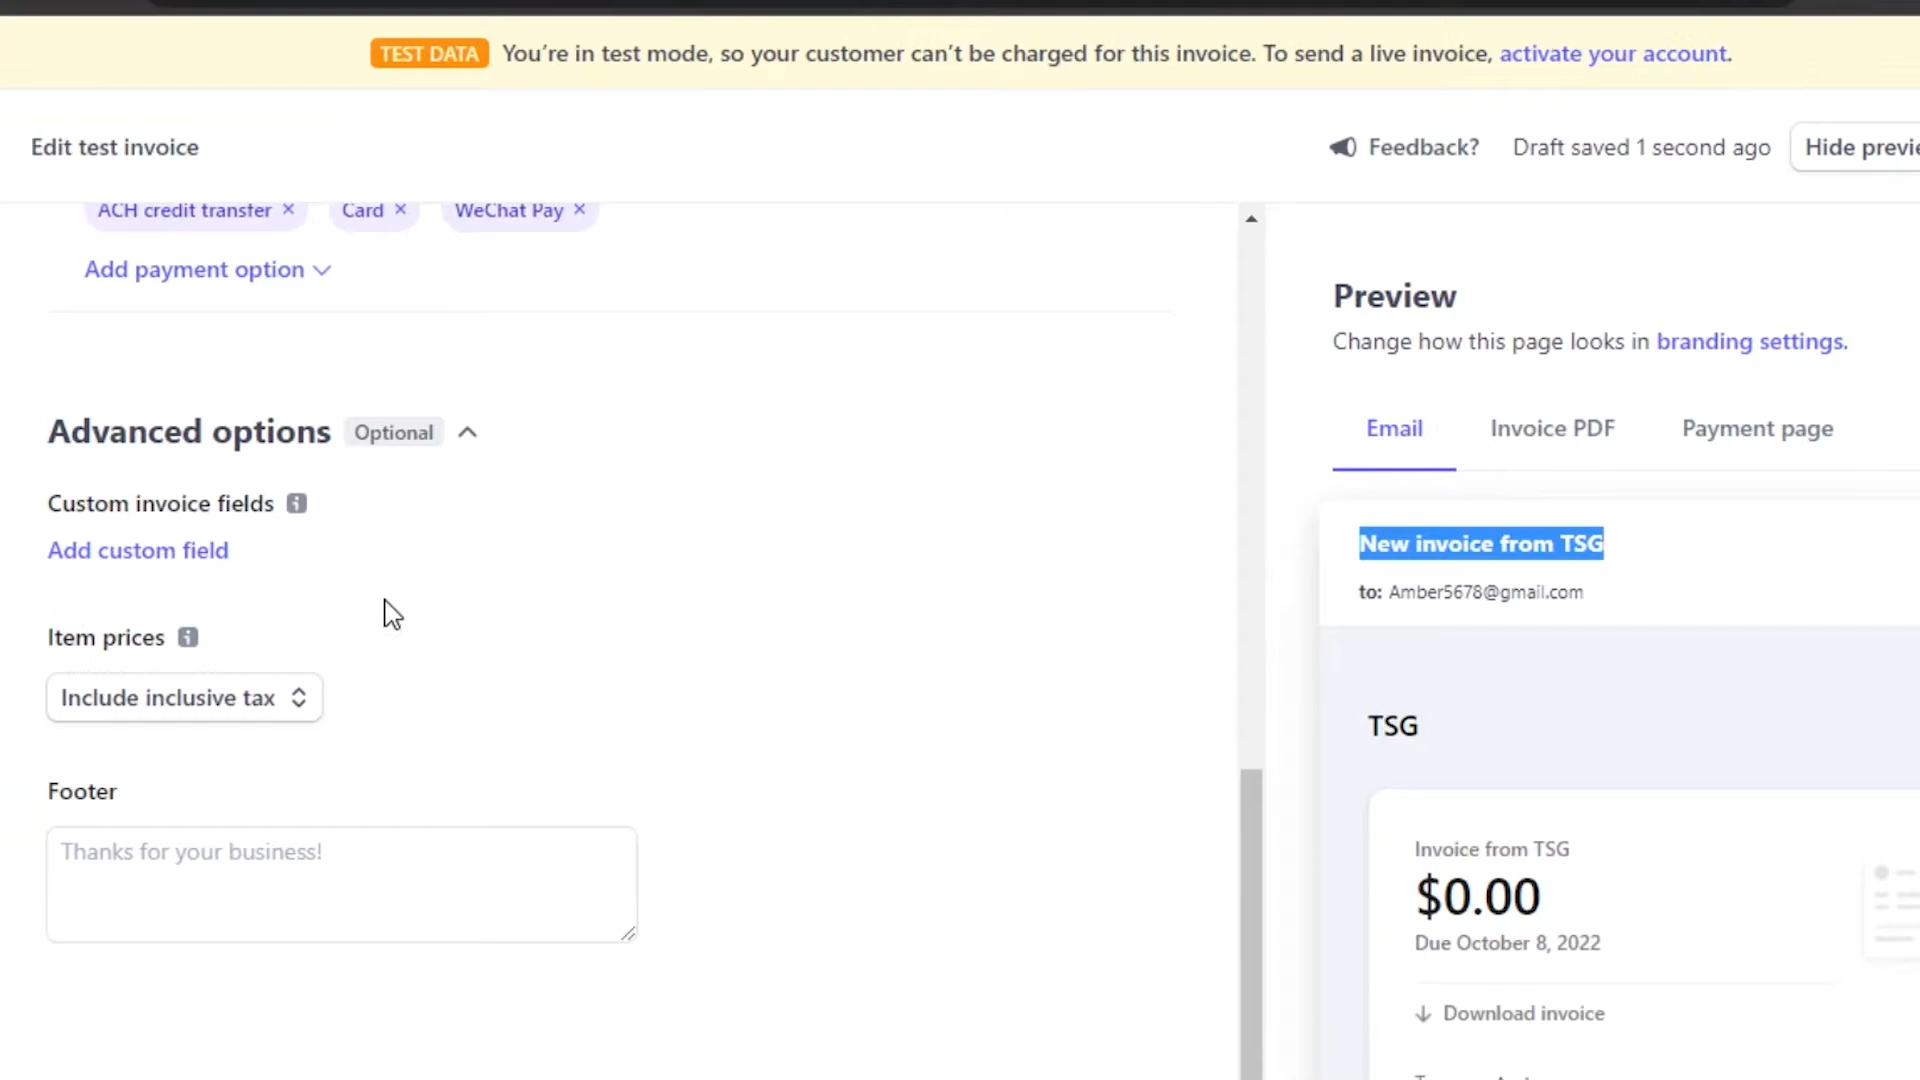 TEST DATA You're in test mode, so your customer can't be charged for this invoice. To send a live invoice, activate your account.
Edit test invoice
Feedback? Draft saved 1 second ago Hide
ACH credit transfer × Card × WeChat Pay ×
Add payment option
Preview
Change how this page looks in branding settings.
Advanced options Optional
Email Invoice PDF Payment page
Custom invoice fields
Add custom field
New invoice from TSG
to: Amber5678@gmail.com
Item prices
Include inclusive tax
TSG
Footer
Thanks for your business!
Invoice from TSG
$0.00
Due October 8, 2022
Download invoice